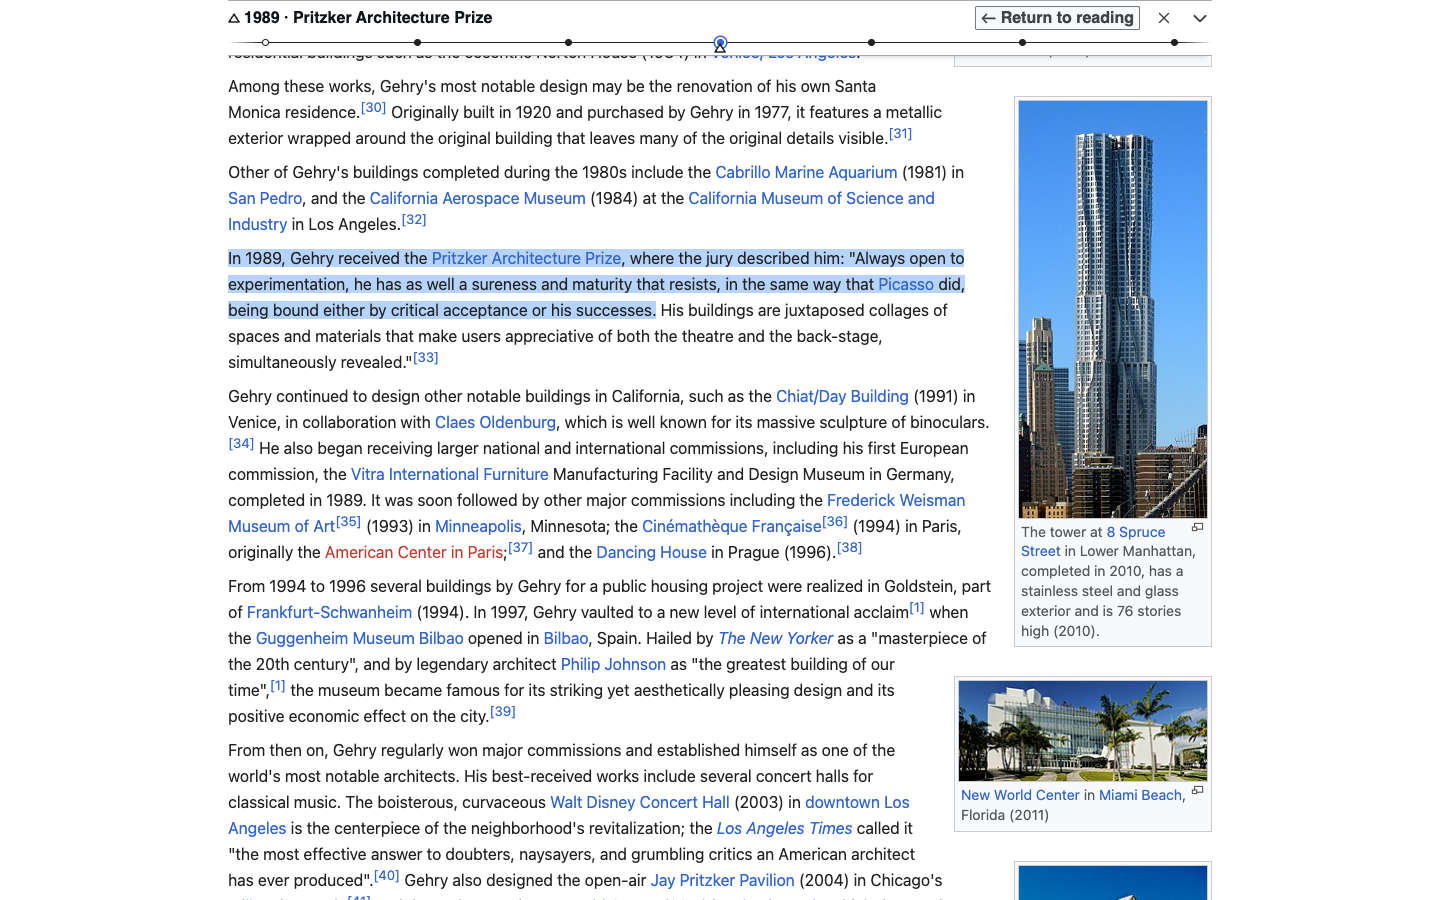 1989 · Pritzker Architecture Prize
← Return to reading
Among these works, Gehry's most notable design may be the renovation of his own Santa
Monica residence.[30] Originally built in 1920 and purchased by Gehry in 1977, it features a metallic
exterior wrapped around the original building that leaves many of the original details visible.[31]
Other of Gehry's buildings completed during the 1980s include the Cabrillo Marine Aquarium (1981) in
San Pedro, and the California Aerospace Museum (1984) at the California Museum of Science and
Industry in Los Angeles.[32]
In 1989, Gehry received the Pritzker Architecture Prize, where the jury described him: "Always open to
experimentation, he has as well a sureness and maturity that resists, in the same way that Picasso did,
being bound either by critical acceptance or his successes. His buildings are juxtaposed collages of
spaces and materials that make users appreciative of both the theatre and the back-stage,
simultaneously revealed."[33]
Gehry continued to design other notable buildings in California, such as the Chiat/Day Building (1991) in
Venice, in collaboration with Claes Oldenburg, which is well known for its massive sculpture of binoculars.
[34] He also began receiving larger national and international commissions, including his first European
commission, the Vitra International Furniture Manufacturing Facility and Design Museum in Germany,
completed in 1989. It was soon followed by other major commissions including the Frederick Weisman
Museum of Art[35] (1993) in Minneapolis, Minnesota; the Cinémathèque Française[36] (1994) in Paris,
originally the American Center in Paris;[37] and the Dancing House in Prague (1996).[38]
From 1994 to 1996 several buildings by Gehry for a public housing project were realized in Goldstein, part
of Frankfurt-Schwanheim (1994). In 1997, Gehry vaulted to a new level of international acclaim[1] when
the Guggenheim Museum Bilbao opened in Bilbao, Spain. Hailed by The New Yorker as a "masterpiece of
the 20th century", and by legendary architect Philip Johnson as "the greatest building of our
time",[1] the museum became famous for its striking yet aesthetically pleasing design and its
positive economic effect on the city.[39]
From then on, Gehry regularly won major commissions and established himself as one of the
world's most notable architects. His best-received works include several concert halls for
classical music. The boisterous, curvaceous Walt Disney Concert Hall (2003) in downtown Los
Angeles is the centerpiece of the neighborhood's revitalization; the Los Angeles Times called it
"the most effective answer to doubters, naysayers, and grumbling critics an American architect
has ever produced".[40] Gehry also designed the open-air Jay Pritzker Pavilion (2004) in Chicago's
The tower at 8 Spruce
Street in Lower Manhattan,
completed in 2010, has a
stainless steel and glass
exterior and is 76 stories
high (2010).
New World Center in Miami Beach,
Florida (2011)